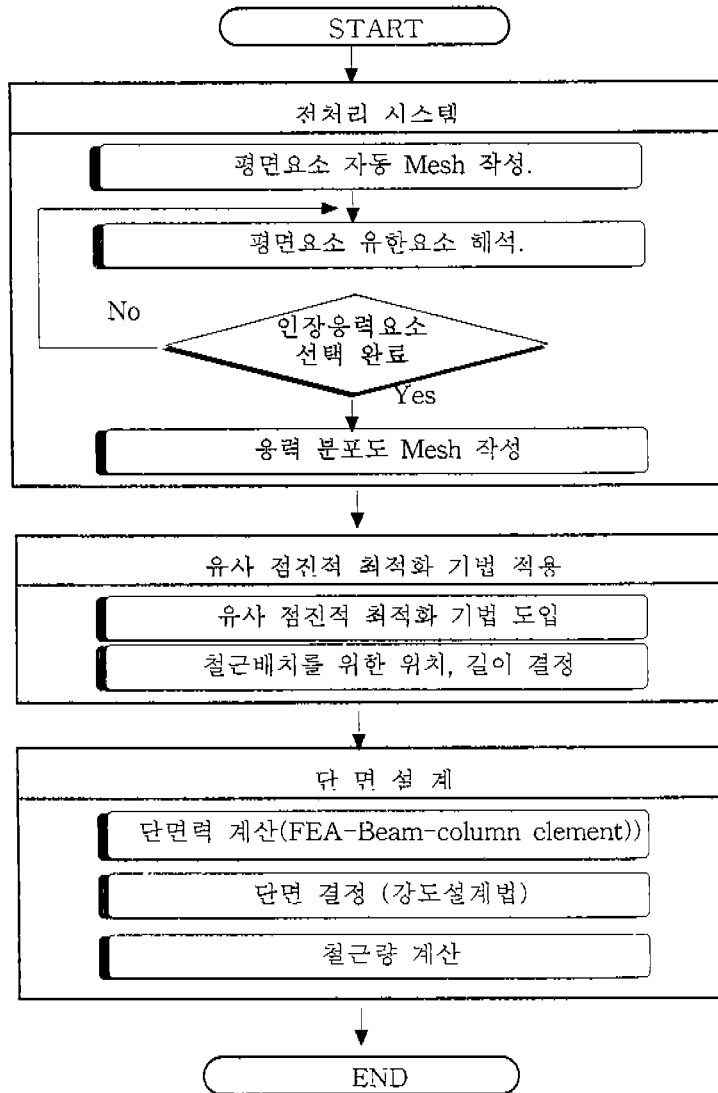 START
전처리 시스템
평면요소 자동 Mesh 작성.
평면요소 유한요소 해석.
No
인장응력요소
선택 완료
Yes
응력 분포도 Mesh 작성
유사 점진적 최적화 기법 적용
유사 점진적 최적화 기법 도입
철근배치를 위한 위치, 길이 결정
단 면 설 계
단면력 계산(FEA-Beam-column clement))
단면 결정 (강도설계법)
철근량 계산
END